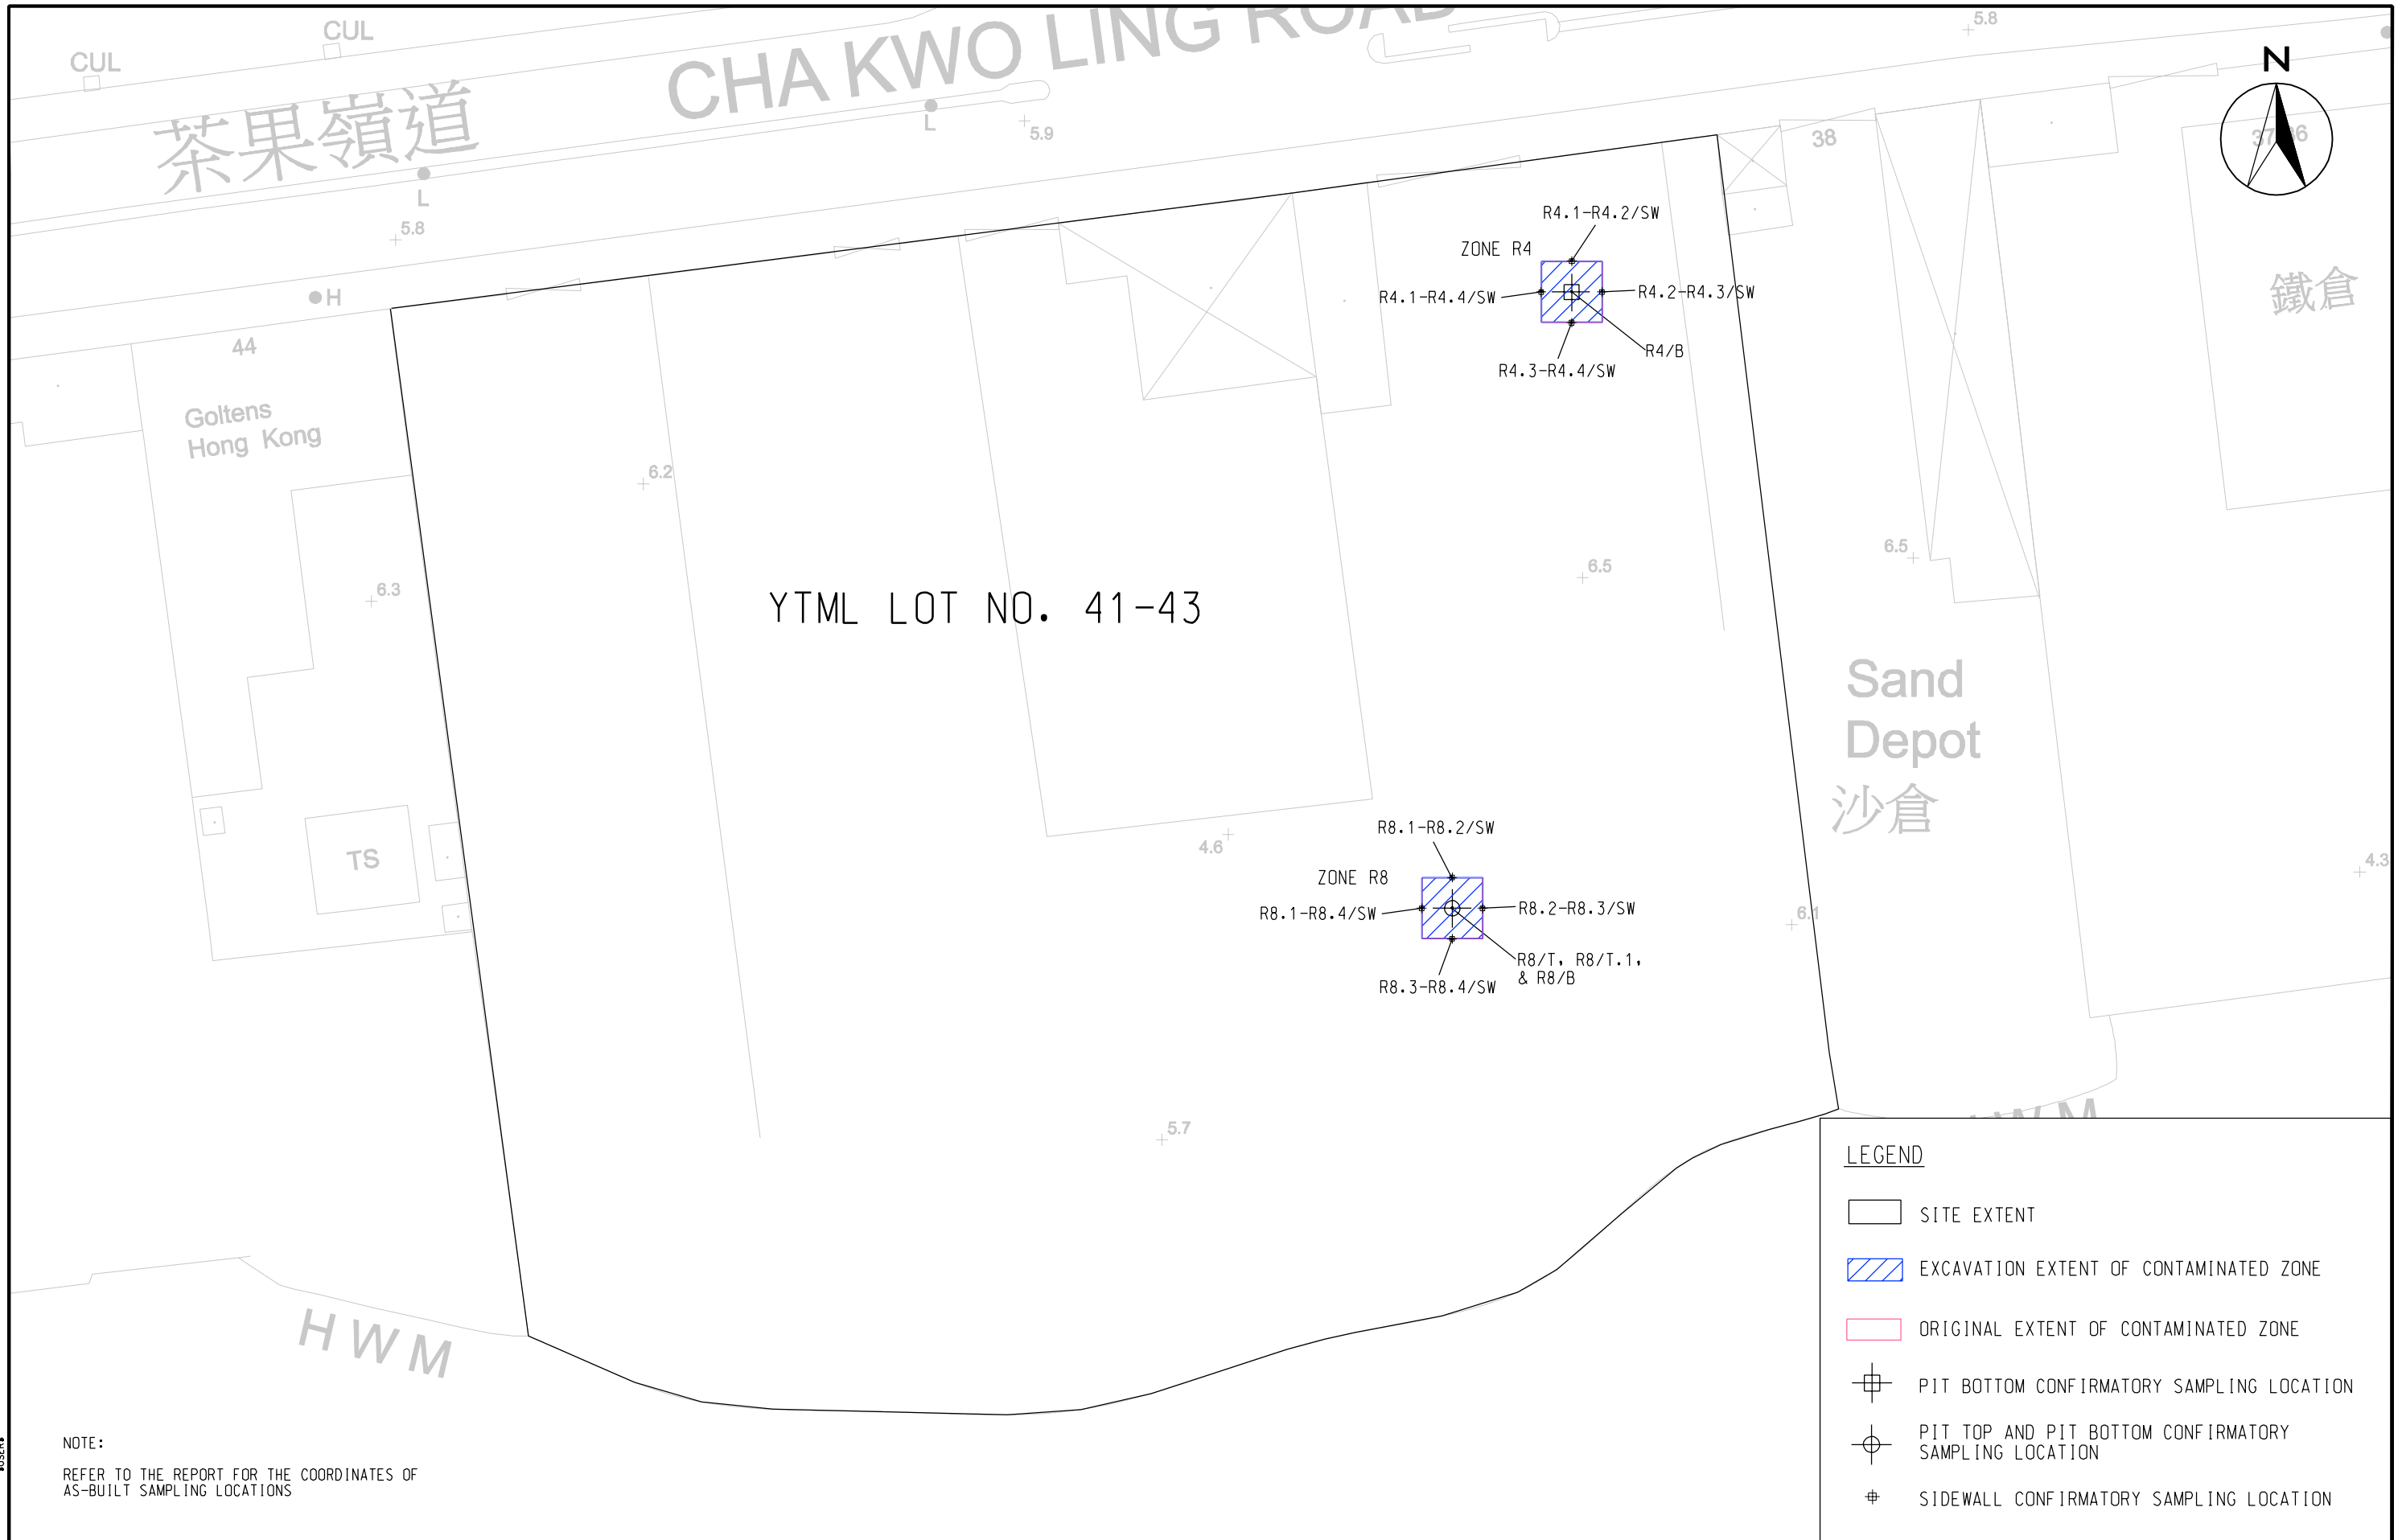 CUL
CUL
茶果嶺道
CHA KWO LING ROAD
L
L
H
5.8
5.9
5.8
N
38
鐵倉
44
Goltens
Hong Kong
6.2
6.3
TS
ZONE R4
R4.1-R4.2/SW
R4.1-R4.4/SW
R4.2-R4.3/SW
R4/B
R4.3-R4.4/SW
6.5
6.5
YTML LOT NO. 41-43
Sand
Depot
沙倉
4.6
4.3
6.1
R8.1-R8.2/SW
ZONE R8
R8.1-R8.4/SW
R8.2-R8.3/SW
R8/T, R8/T.1,
& R8/B
R8.3-R8.4/SW
5.7
HWM
LEGEND
SITE EXTENT
EXCAVATION EXTENT OF CONTAMINATED ZONE
ORIGINAL EXTENT OF CONTAMINATED ZONE
PIT BOTTOM CONFIRMATORY SAMPLING LOCATION
PIT TOP AND PIT BOTTOM CONFIRMATORY
SAMPLING LOCATION
SIDEWALL CONFIRMATORY SAMPLING LOCATION
NOTE:
REFER TO THE REPORT FOR THE COORDINATES OF
AS-BUILT SAMPLING LOCATIONS